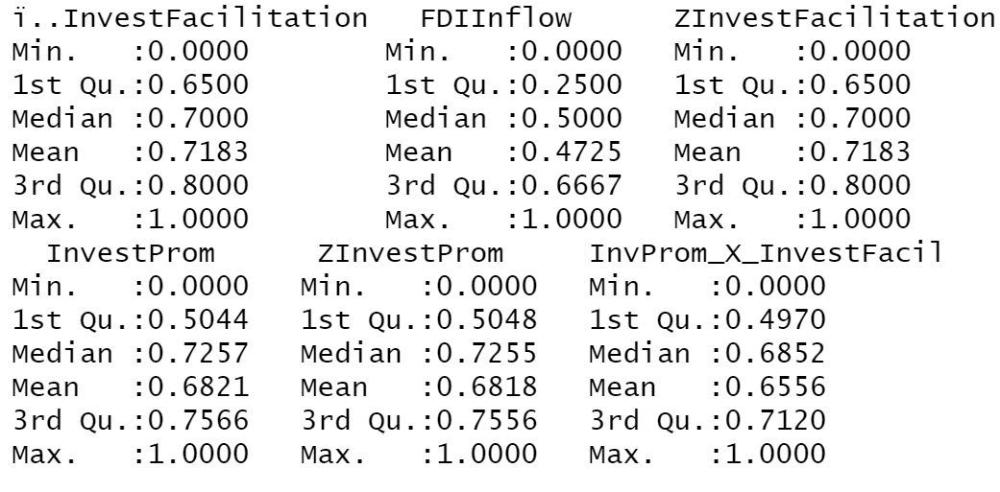 ï..InvestFacilitation   FDIInflow   ZInvestFacilitation
Min.   :0.0000   Min.   :0.0000   Min.   :0.0000
1st Qu.:0.6500   1st Qu.:0.2500   1st Qu.:0.6500
Median :0.7000   Median :0.5000   Median :0.7000
Mean   :0.7183   Mean   :0.4725   Mean   :0.7183
3rd Qu.:0.8000   3rd Qu.:0.6667   3rd Qu.:0.8000
Max.   :1.0000   Max.   :1.0000   Max.   :1.0000
InvestProm   ZInvestProm   InvProm_X_InvestFacil
Min.   :0.0000   Min.   :0.0000   Min.   :0.0000
1st Qu.:0.5044   1st Qu.:0.5048   1st Qu.:0.4970
Median :0.7257   Median :0.7255   Median :0.6852
Mean   :0.6821   Mean   :0.6818   Mean   :0.6556
3rd Qu.:0.7566   3rd Qu.:0.7556   3rd Qu.:0.7120
Max.   :1.0000   Max.   :1.0000   Max.   :1.0000